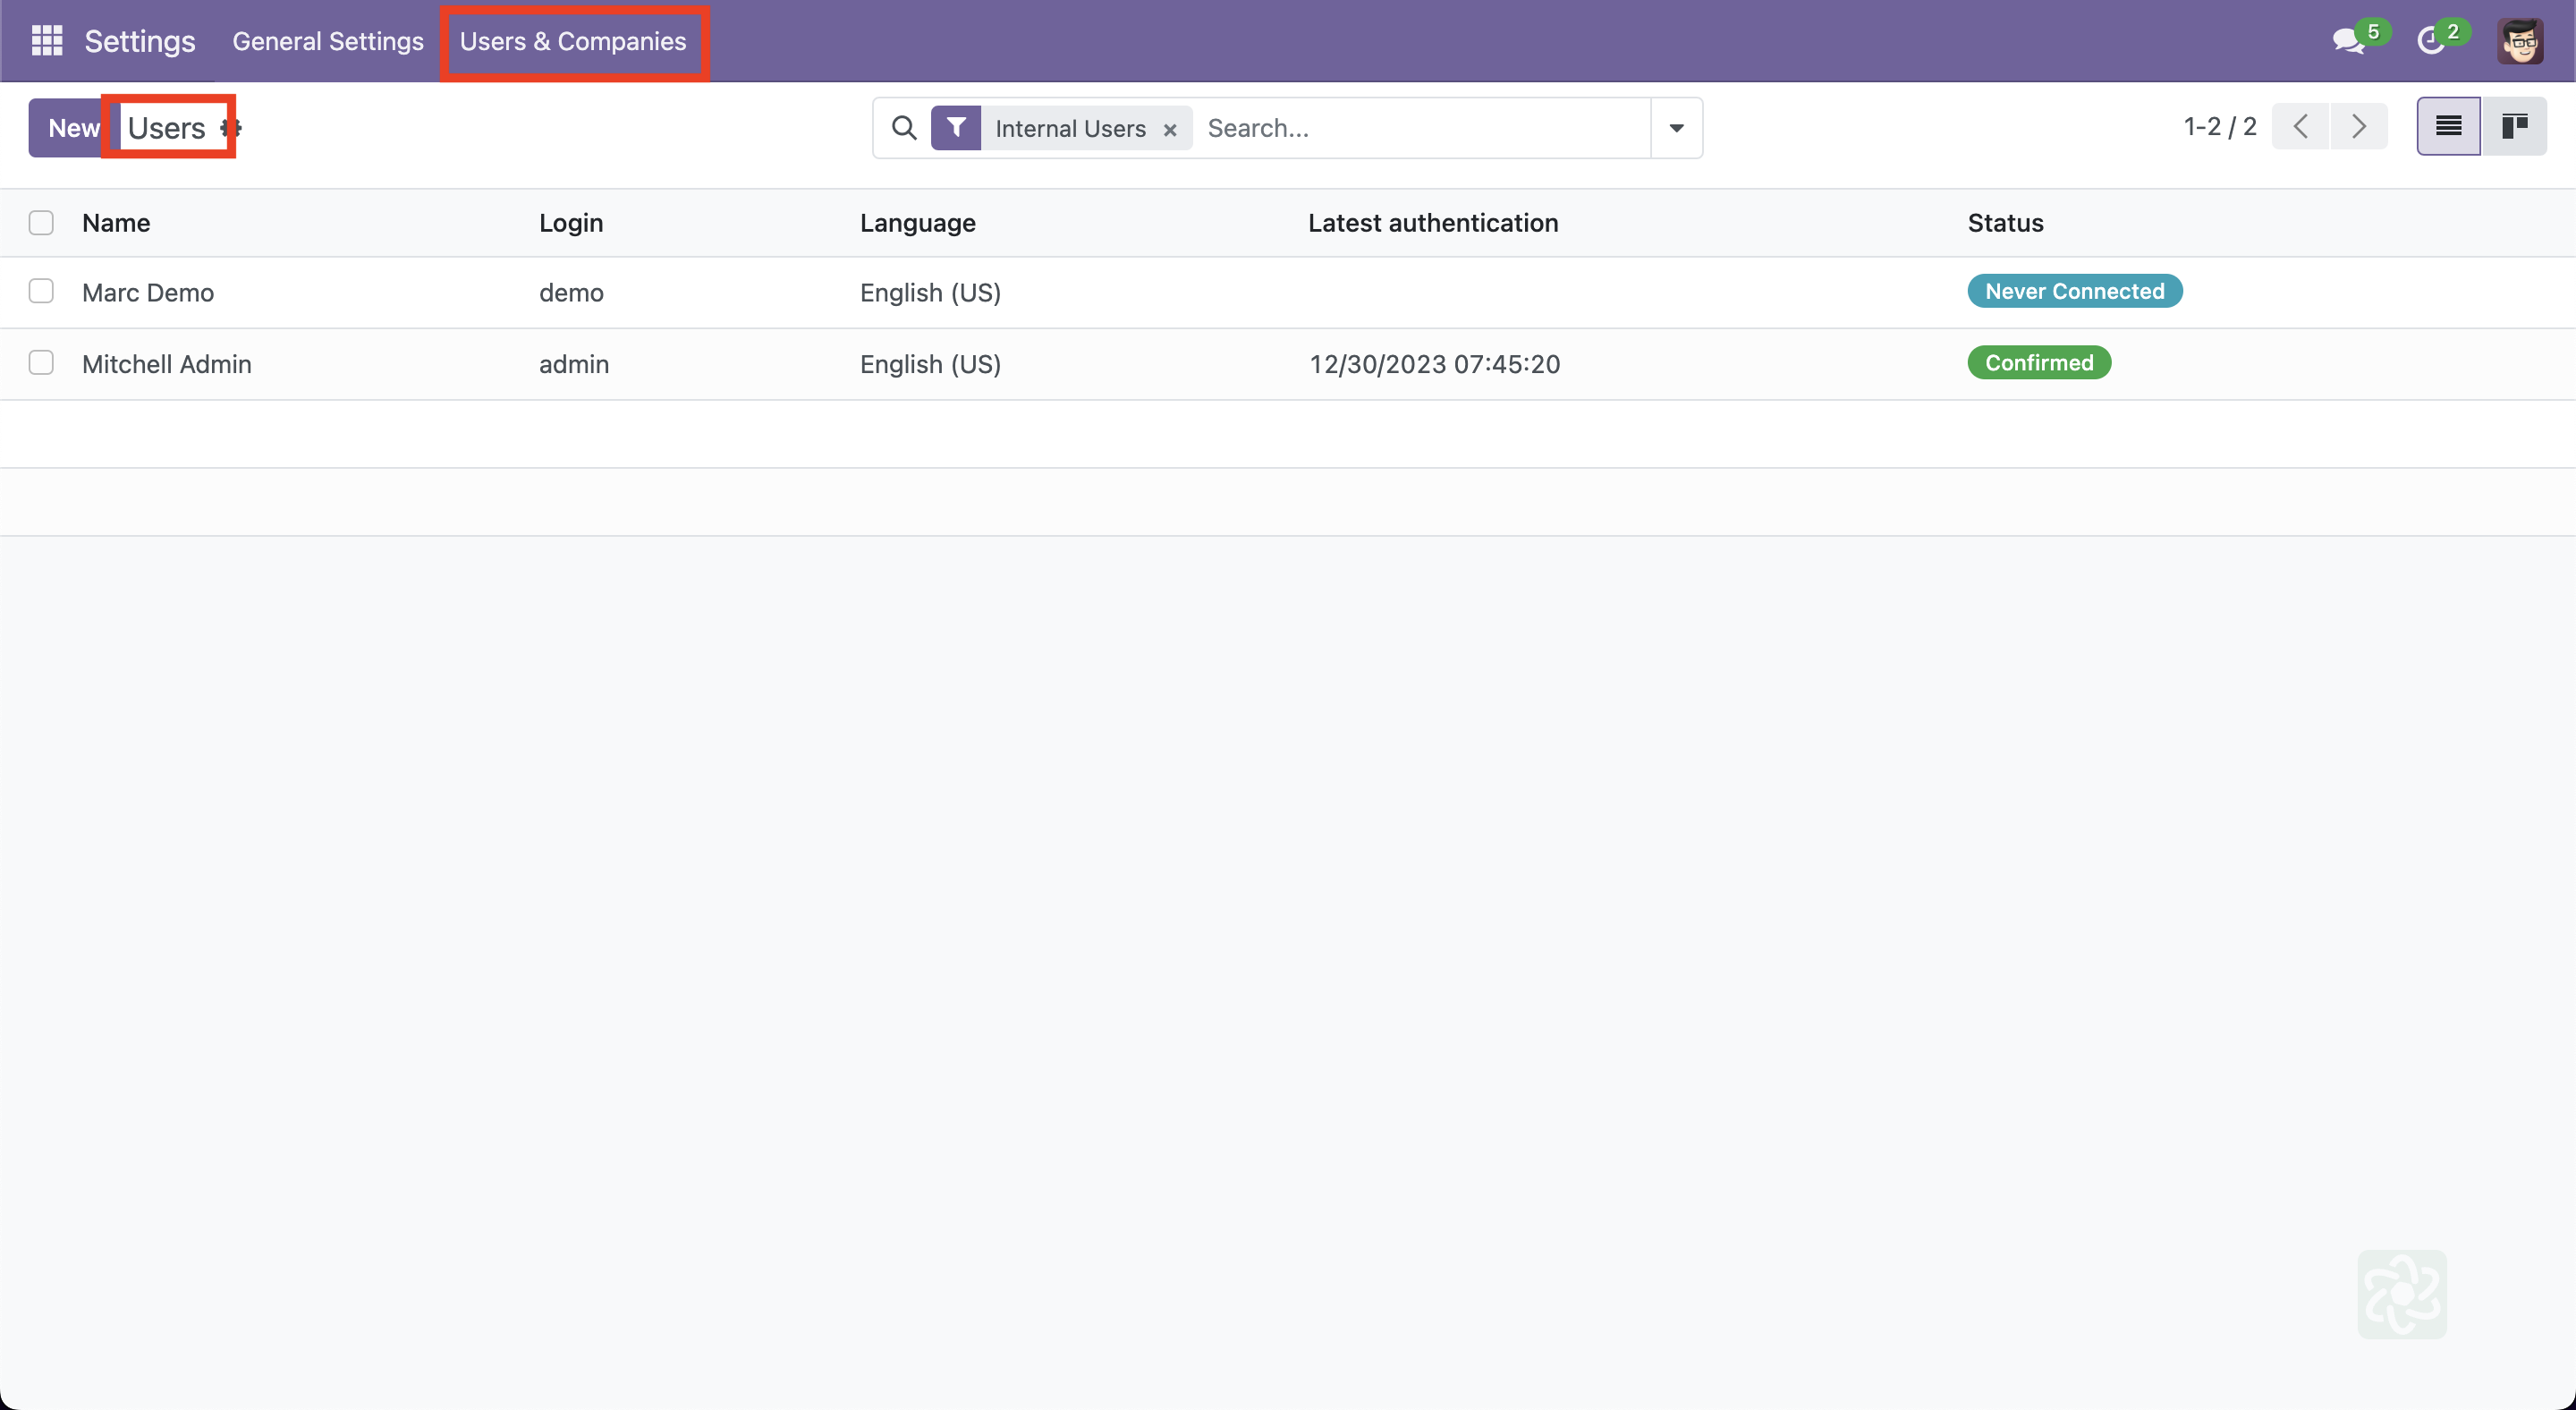 Settings General Settings Users & Companies 5 2
New Users Internal Users × Search... 1-2 / 2
Name Login Language Latest authentication Status
Marc Demo demo English (US) Never Connected
Mitchell Admin admin English (US) 12/30/2023 07:45:20 Confirmed